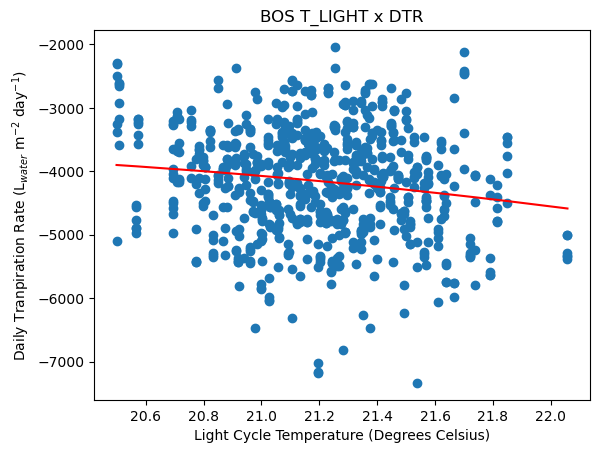 BOS T_LIGHT x DTR
Daily Tranpiration Rate (L_water m⁻² day⁻¹)
−2000
−3000
−4000
−5000
−6000
−7000
20.6 20.8 21.0 21.2 21.4 21.6 21.8 22.0
Light Cycle Temperature (Degrees Celsius)